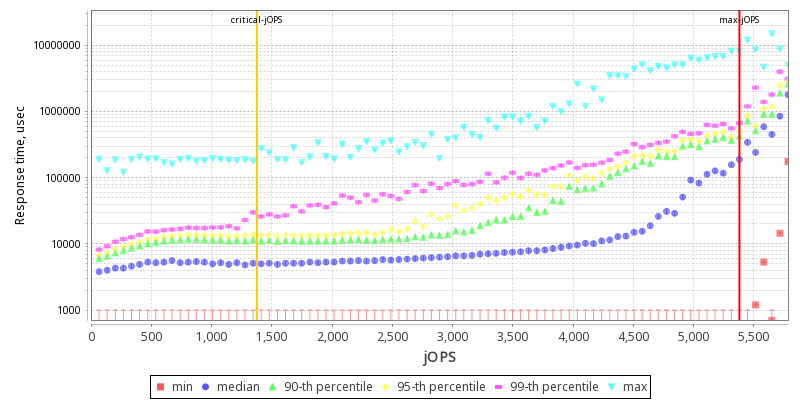 critical-jOPS max-jOPS
10000000
1000000
100000
10000
1000
Response time, usec
0 500 1,000 1,500 2,000 2,500 3,000 3,500 4,000 4,500 5,000 5,500
jOPS
min median 90-th percentile 95-th percentile 99-th percentile max